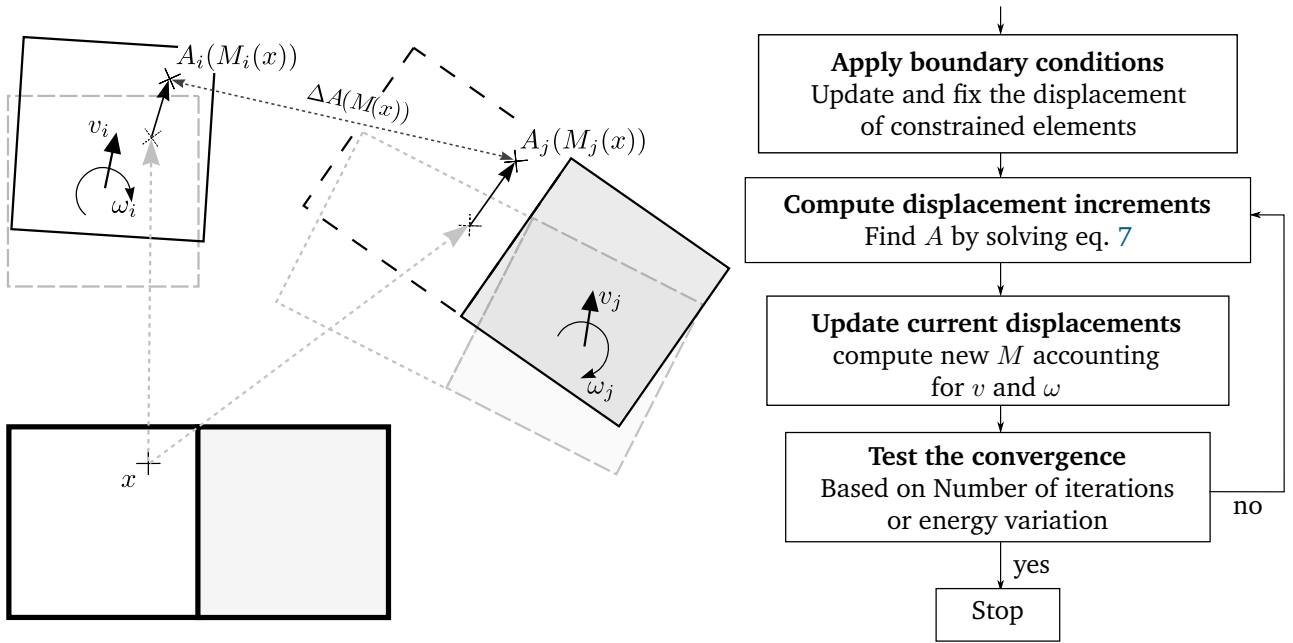 A_i(M_i(x))
ΔA(M(x))
v_i
ω_i
A_j(M_j(x))
v_j
ω_j
x
Apply boundary conditions
Update and fix the displacement
of constrained elements
Compute displacement increments
Find A by solving eq. 7
Update current displacements
compute new M accounting
for v and ω
Test the convergence
Based on Number of iterations
or energy variation
no
yes
Stop